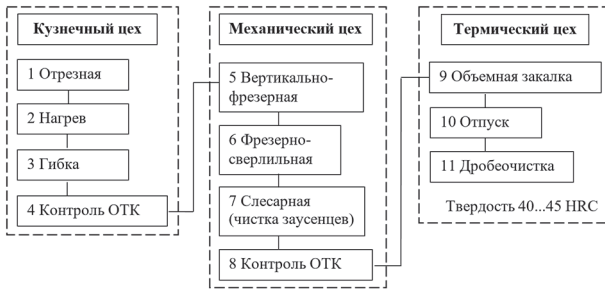 Кузнечный цех
1 Отрезная
2 Нагрев
3 Гибка
4 Контроль ОТК
Механический цех
5 Вертикально-
фрезерная
6 Фрезерно-
сверлильная
7 Слесарная
(чистка заусенцев)
8 Контроль ОТК
Термический цех
9 Объемная закалка
10 Отпуск
11 Дробеочистка
Твердость 40...45 HRC